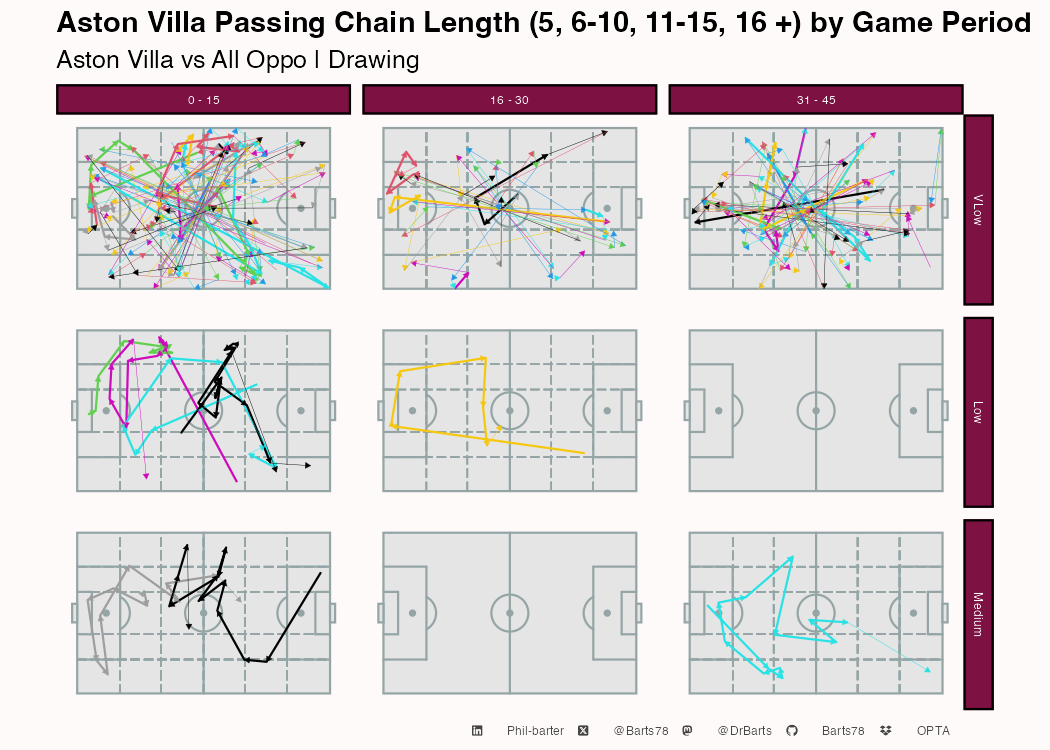 Aston Villa Passing Chain Length (5, 6-10, 11-15, 16 +) by Game Period
Aston Villa vs All Oppo | Drawing
0 - 15
16 - 30
31 - 45
VLow
Low
Medium
Phil-barter @Barts78 @DrBarts Barts78 OPTA